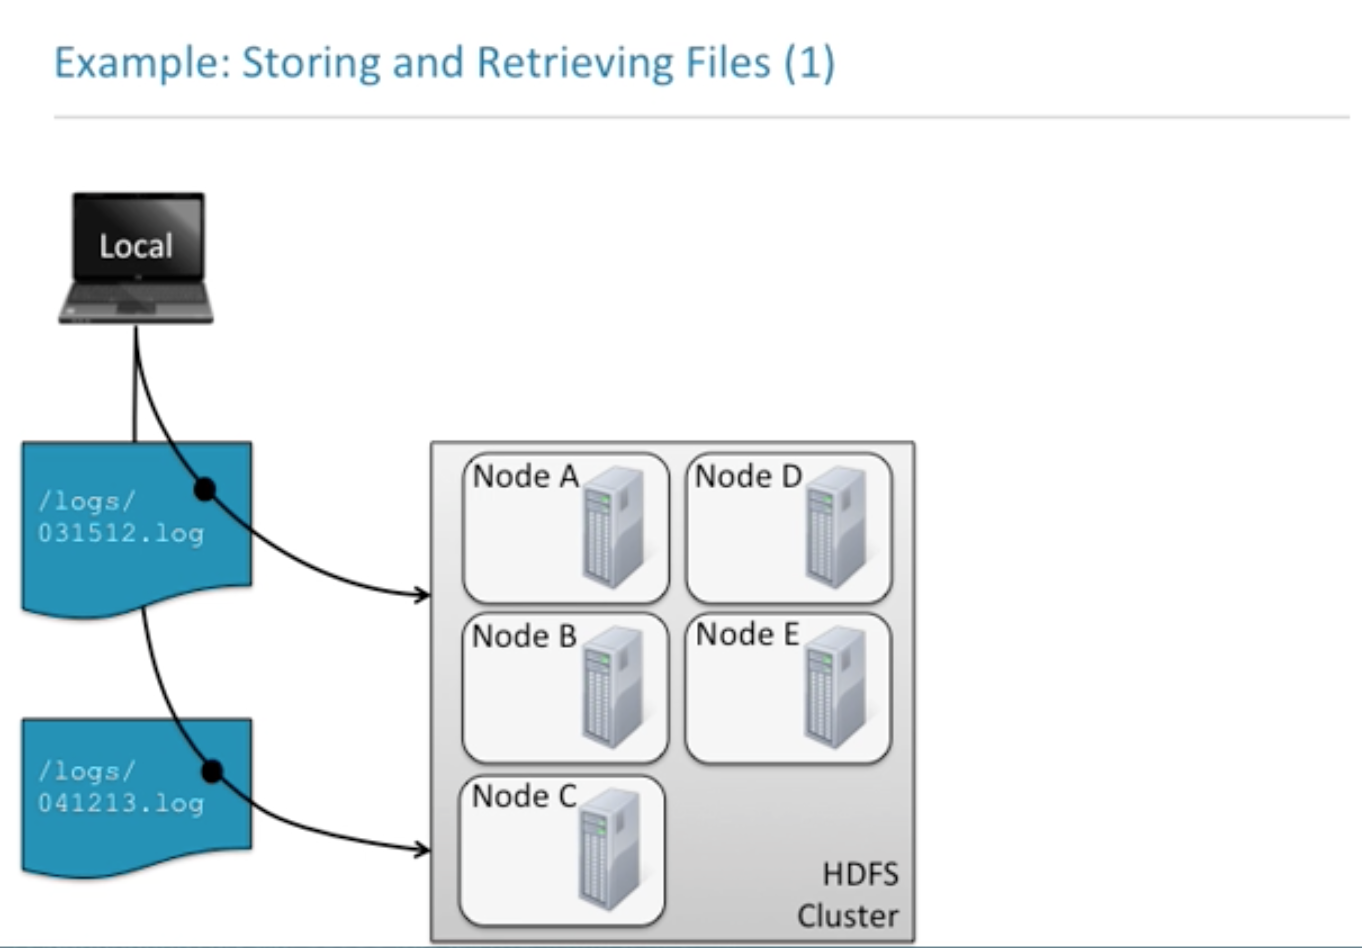 Example: Storing and Retrieving Files (1)
Local
/logs/
031512.log
/logs/
041213.log
Node A
Node D
Node B
Node E
Node C
HDFS
Cluster